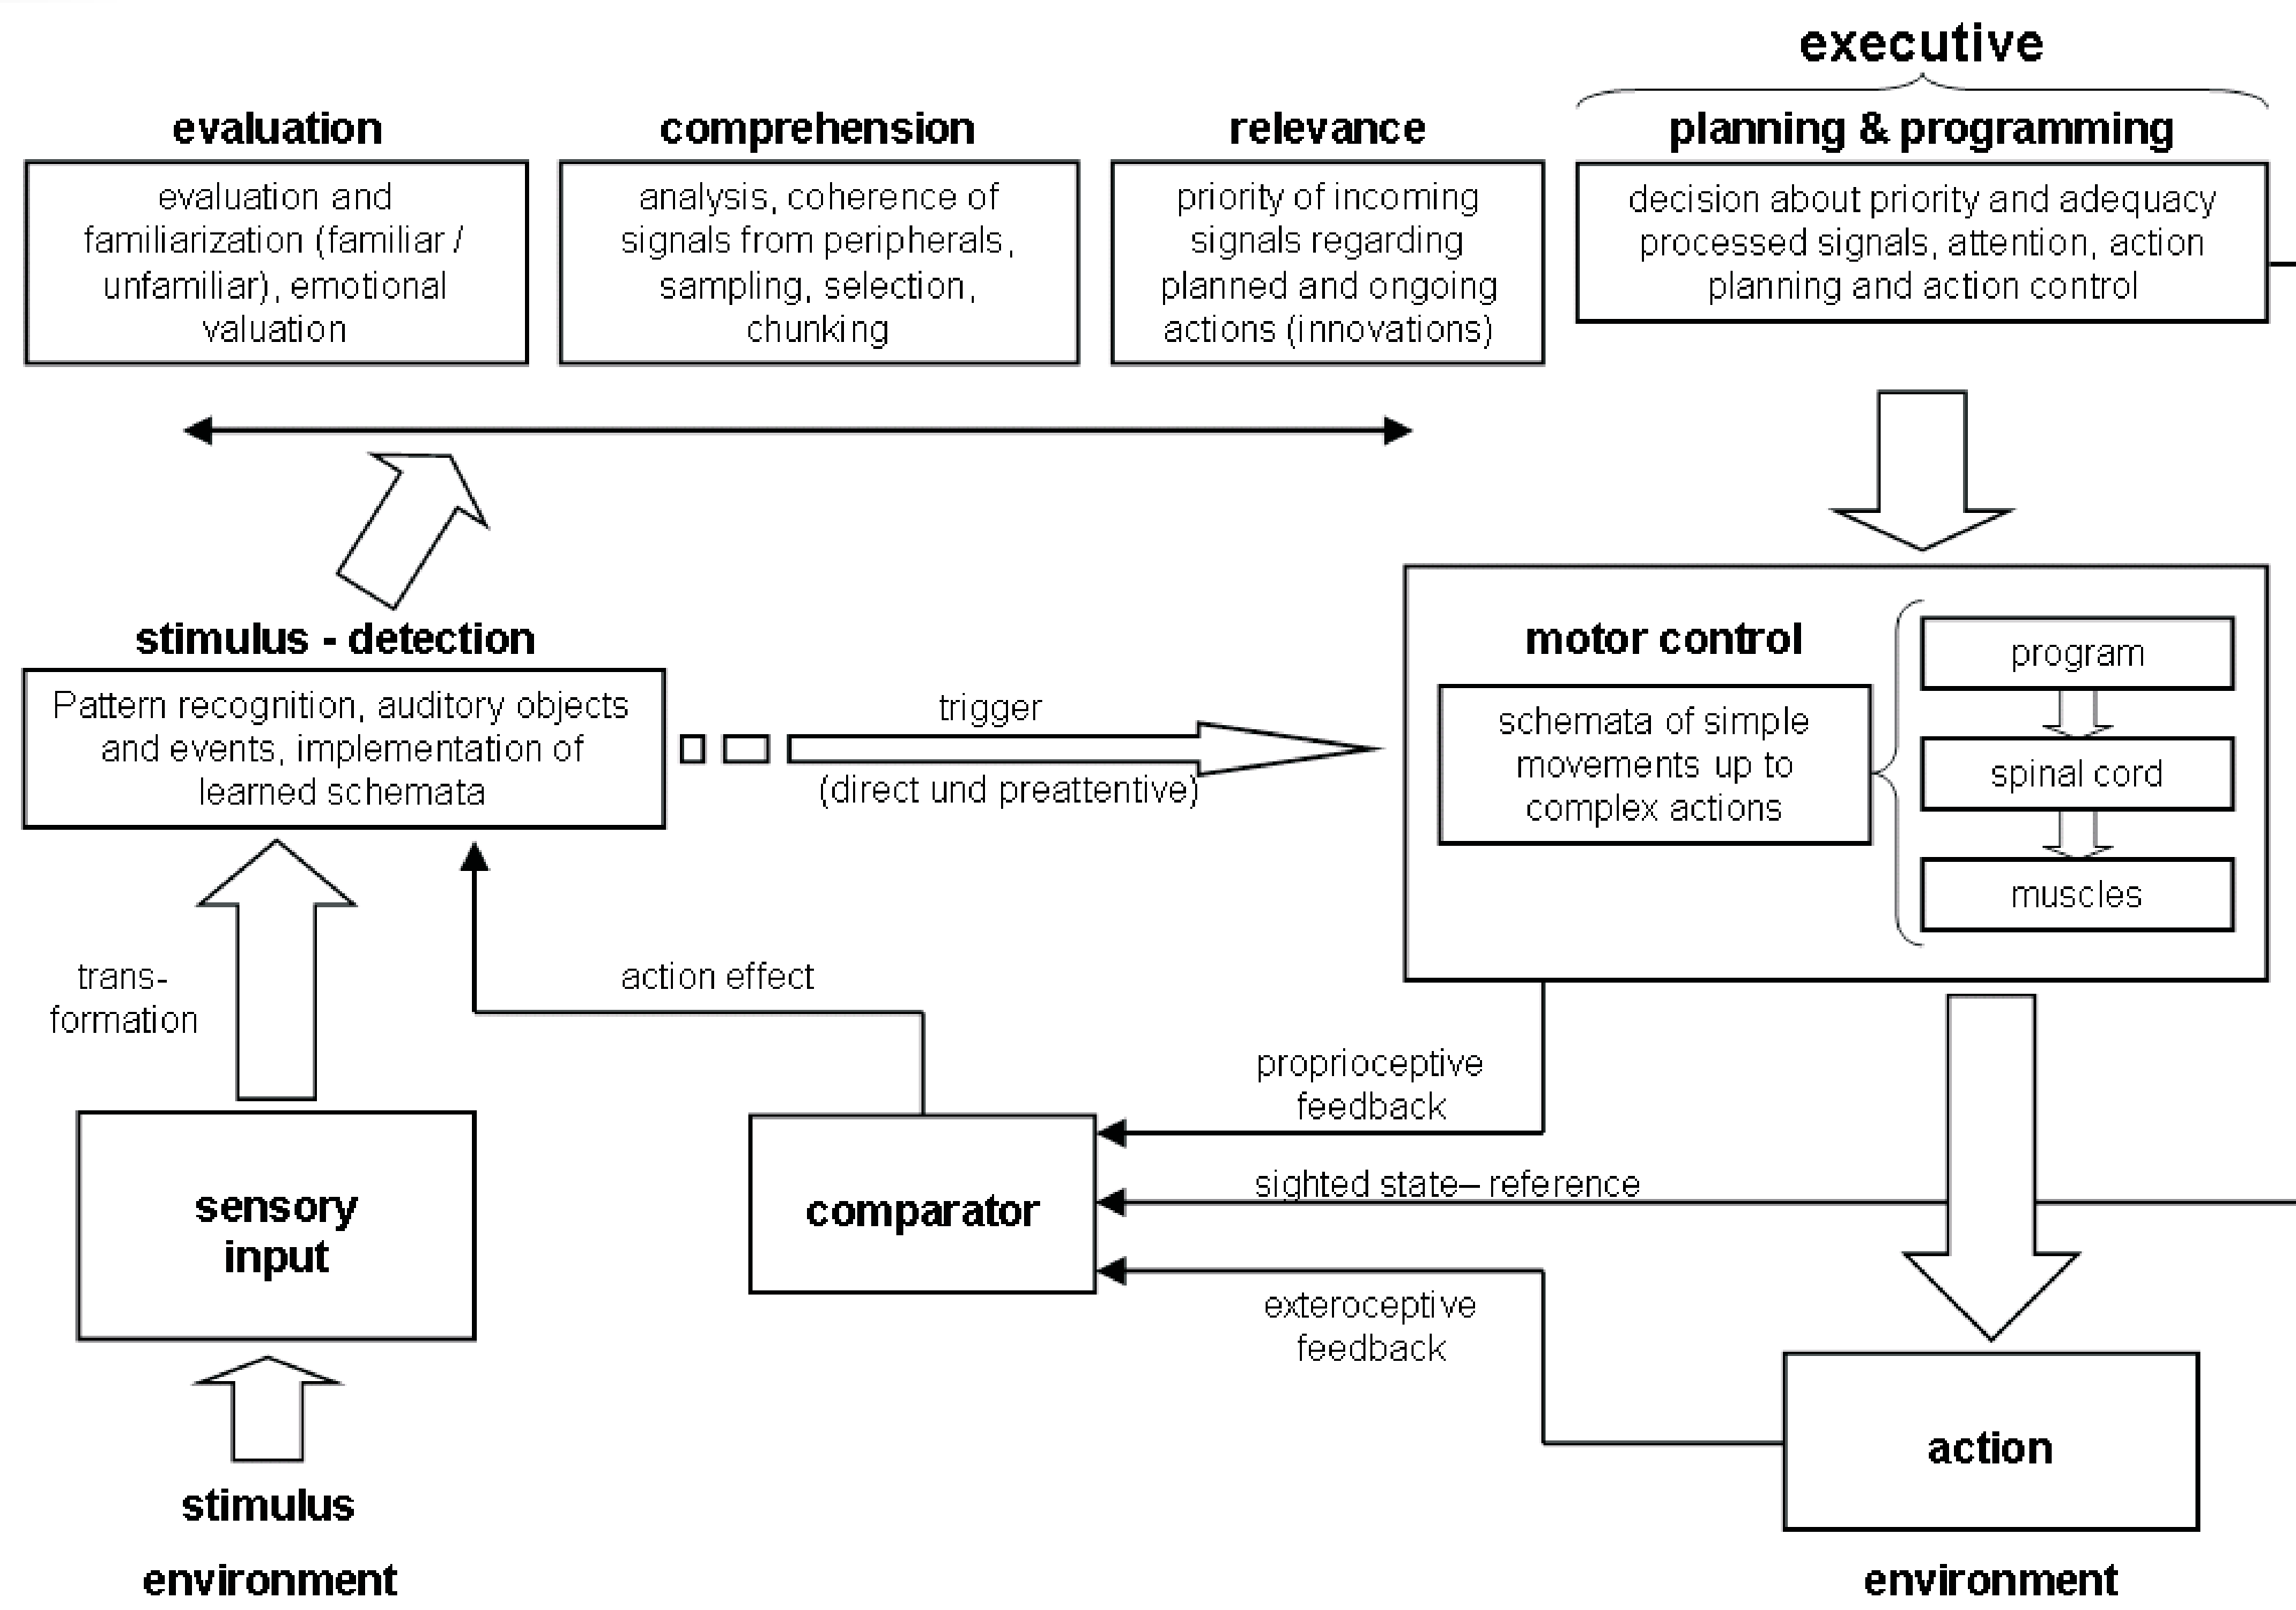 executive
evaluation
evaluation and
familiarization (familiar /
unfamiliar), emotional
valuation
comprehension
analysis, coherence of
signals from peripherals,
sampling, selection,
chunking
relevance
priority of incoming
signals regarding
planned and ongoing
actions (innovations)
planning & programming
decision about priority and adequacy
processed signals, attention, action
planning and action control
stimulus - detection
Pattern recognition, auditory objects
and events, implementation of
learned schemata
trigger
(direct und preattentive)
motor control
schemata of simple
movements up to
complex actions
program
spinal cord
muscles
trans-
formation
action effect
proprioceptive
feedback
sighted state– reference
exteroceptive
feedback
sensory
input
comparator
action
stimulus
environment
environment